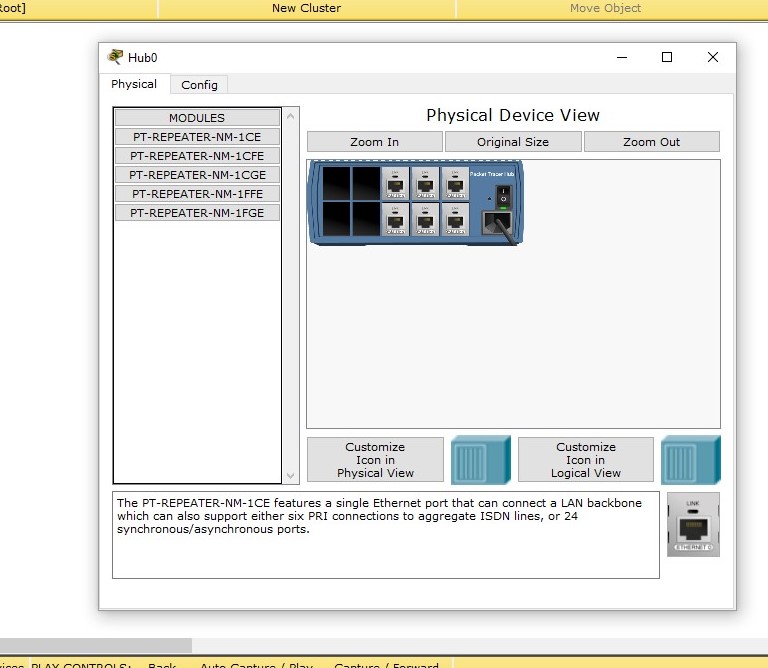 Root]
New Cluster
Move Object
Hub0
Physical
Config
MODULES
PT-REPEATER-NM-1CE
PT-REPEATER-NM-1CFE
PT-REPEATER-NM-1CGE
PT-REPEATER-NM-1FFE
PT-REPEATER-NM-1FGE
Physical Device View
Zoom In
Original Size
Zoom Out
Packet Tracer Hub
Customize
Icon in
Physical View
Customize
Icon in
Logical View
The PT-REPEATER-NM-1CE features a single Ethernet port that can connect a LAN backbone
which can also support either six PRI connections to aggregate ISDN lines, or 24
synchronous/asynchronous ports.
LINK
ETHERNET 0
PLAY CONTROLS: Back Auto Capture / Play Capture / Forward